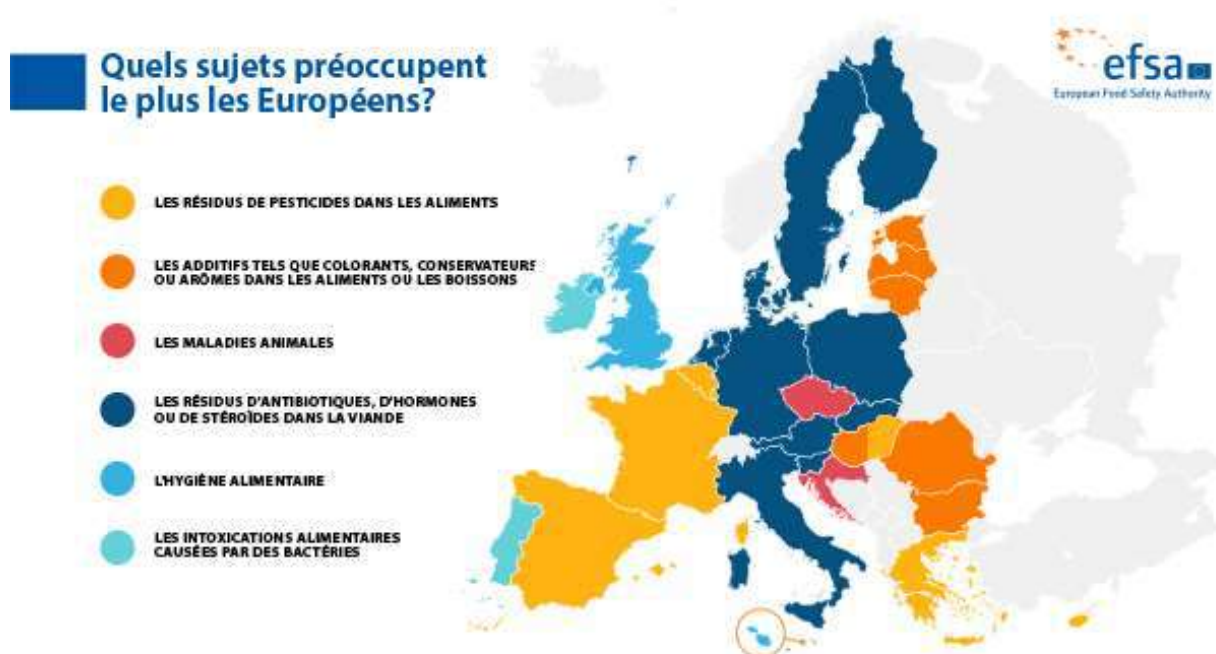 Quels sujets préoccupent
le plus les Européens?
efsa
European Food Safety Authority
LES RÉSIDUS DE PESTICIDES DANS LES ALIMENTS
LES ADDITIFS TELS QUE COLORANTS, CONSERVATEURS
OU ARÔMES DANS LES ALIMENTS OU LES BOISSONS
LES MALADIES ANIMALES
LES RÉSIDUS D'ANTIBIOTIQUES, D'HORMONES
OU DE STÉROÏDES DANS LA VIANDE
L'HYGIÈNE ALIMENTAIRE
LES INTOXICATIONS ALIMENTAIRES
CAUSÉES PAR DES BACTÉRIES